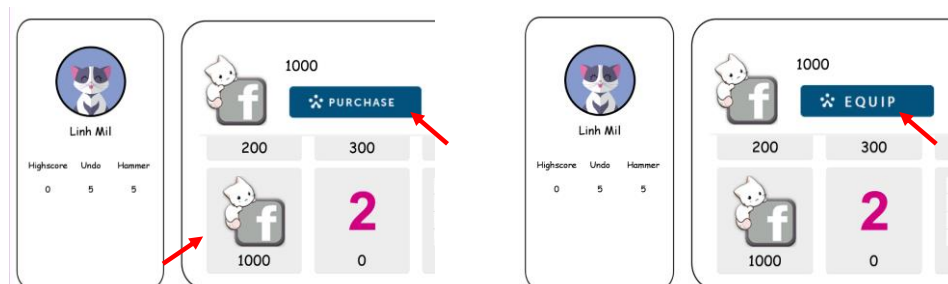 1000
PURCHASE
Linh Mil
Highscore Undo Hammer
0 5 5
200 300
f
f 2
1000 0
1000
EQUIP
Linh Mil
Highscore Undo Hammer
0 5 5
200 300
f
f 2
1000 0